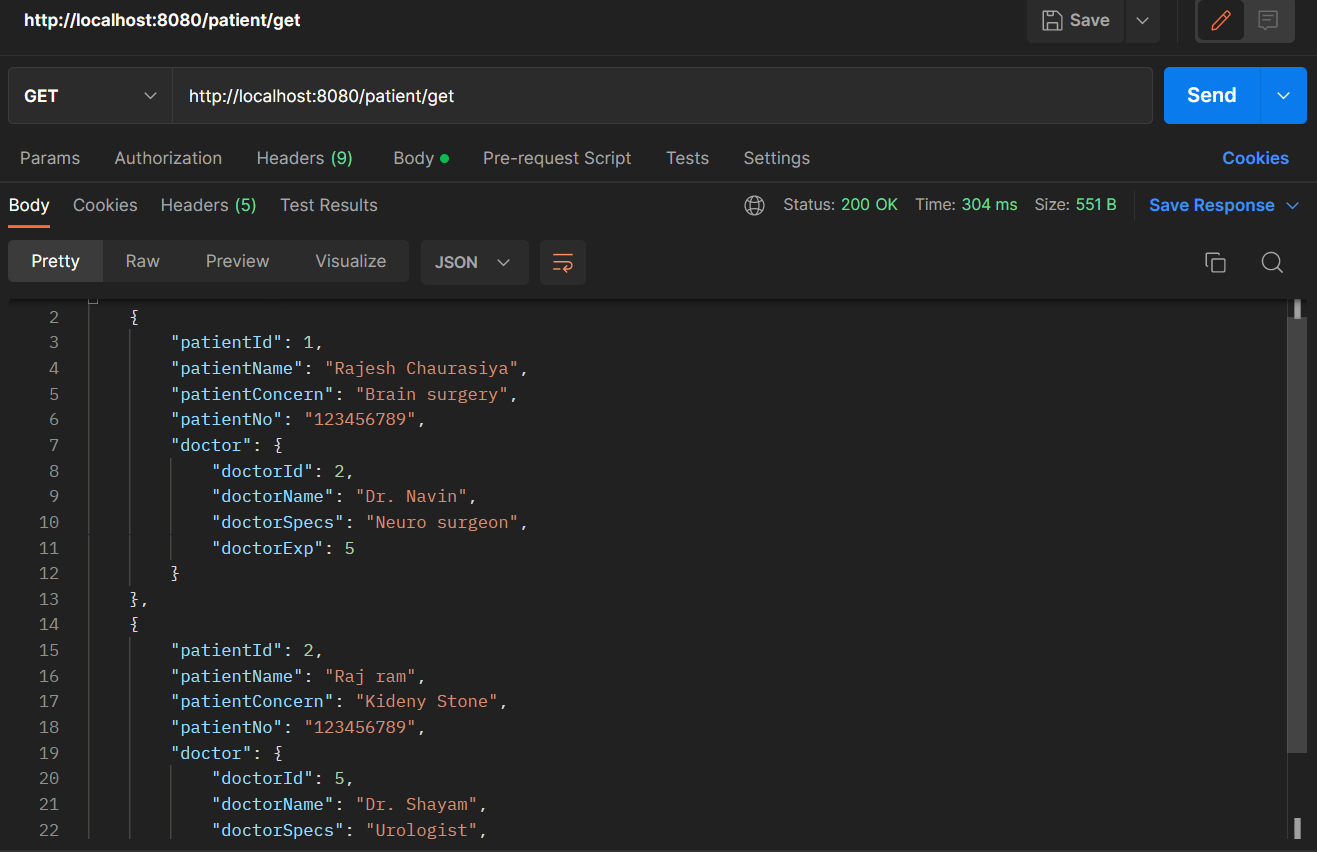 http://localhost:8080/patient/get
Save
GET
http://localhost:8080/patient/get
Send
Params Authorization Headers (9) Body Pre-request Script Tests Settings Cookies
Body Cookies Headers (5) Test Results Status: 200 OK Time: 304 ms Size: 551 B Save Response
Pretty Raw Preview Visualize JSON
2 {
3 "patientId": 1,
4 "patientName": "Rajesh Chaurasiya",
5 "patientConcern": "Brain surgery",
6 "patientNo": "123456789",
7 "doctor": {
8 "doctorId": 2,
9 "doctorName": "Dr. Navin",
10 "doctorSpecs": "Neuro surgeon",
11 "doctorExp": 5
12 }
13 },
14 {
15 "patientId": 2,
16 "patientName": "Raj ram",
17 "patientConcern": "Kideny Stone",
18 "patientNo": "123456789",
19 "doctor": {
20 "doctorId": 5,
21 "doctorName": "Dr. Shayam",
22 "doctorSpecs": "Urologist",